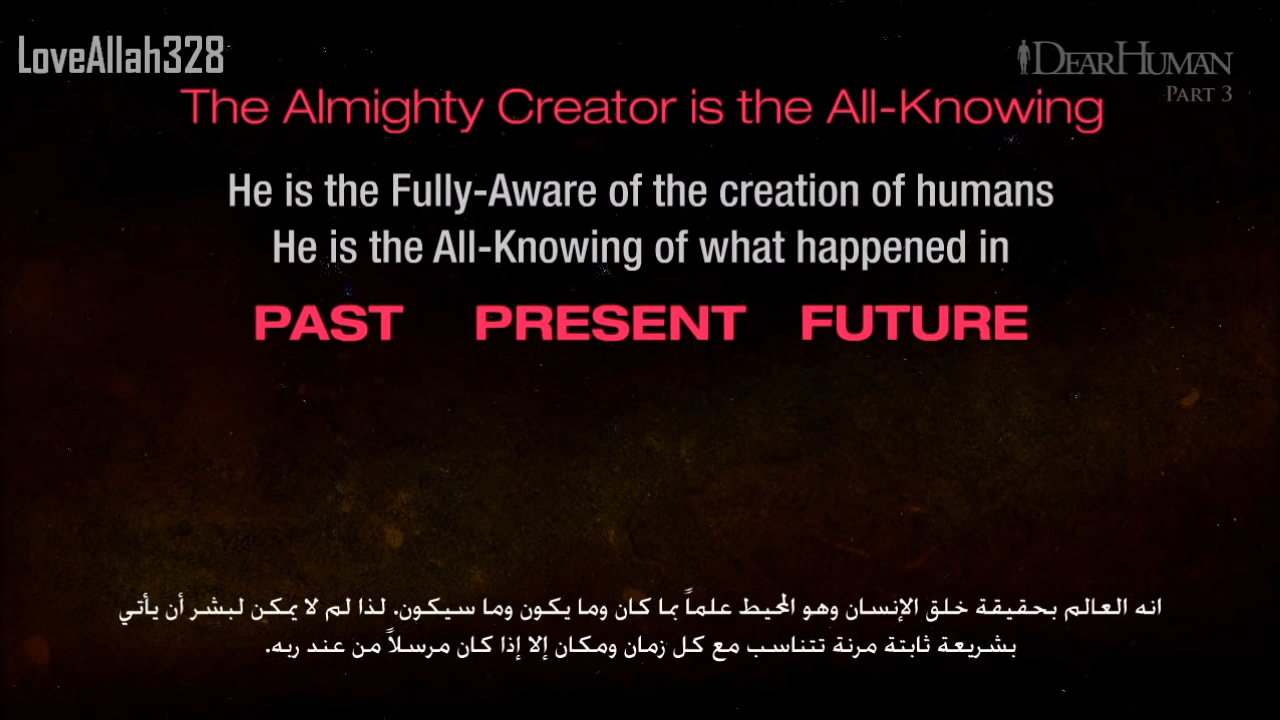 LoveAllah328
DearHuman
Part 3
The Almighty Creator is the All-Knowing
He is the Fully-Aware of the creation of humans
He is the All-Knowing of what happened in
PAST PRESENT FUTURE
انه العالم بحقيقة خلق الإنسان وهو المحيط علماً بما كان وما يكون وما سيكون. لذا لم لا يمكن لبشر أن يأتي
بشريعة ثابتة مرنة تتناسب مع كل زمان ومكان إلا إذا كان مرسلاً من عند ربه.